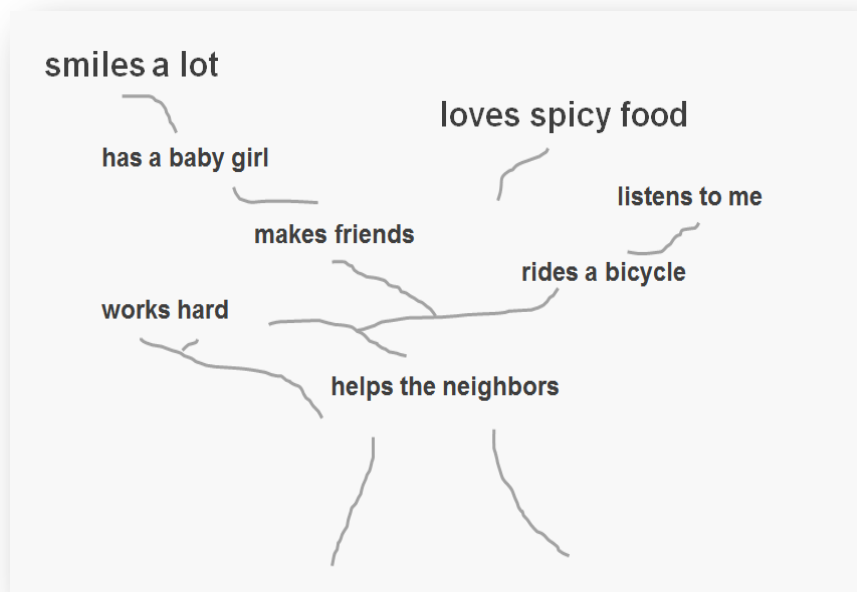 smiles a lot
loves spicy food
has a baby girl
listens to me
makes friends
rides a bicycle
works hard
helps the neighbors